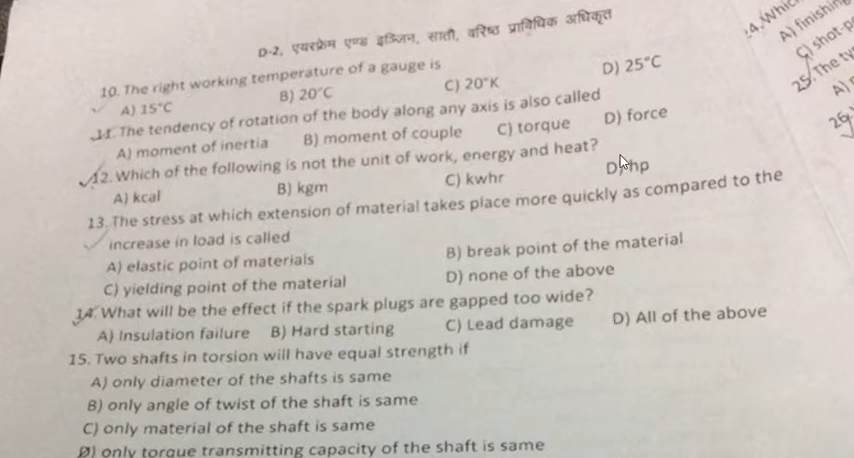 D-2, एयरफ्रेम एण्ड इञ्जिन, सातौं, वरिष्ठ प्राविधिक अधिकृत
10. The right working temperature of a gauge is
A) 15°C B) 20°C C) 20°K D) 25°C
11. The tendency of rotation of the body along any axis is also called
A) moment of inertia B) moment of couple C) torque D) force
12. Which of the following is not the unit of work, energy and heat?
A) kcal B) kgm C) kwhr D) hp
13. The stress at which extension of material takes place more quickly as compared to the
increase in load is called
A) elastic point of materials B) break point of the material
C) yielding point of the material D) none of the above
14. What will be the effect if the spark plugs are gapped too wide?
A) Insulation failure B) Hard starting C) Lead damage D) All of the above
15. Two shafts in torsion will have equal strength if
A) only diameter of the shafts is same
B) only angle of twist of the shaft is same
C) only material of the shaft is same
D) only torque transmitting capacity of the shaft is same
24. Which
A) finishin
C) shot-p
25. The ty
A)
26